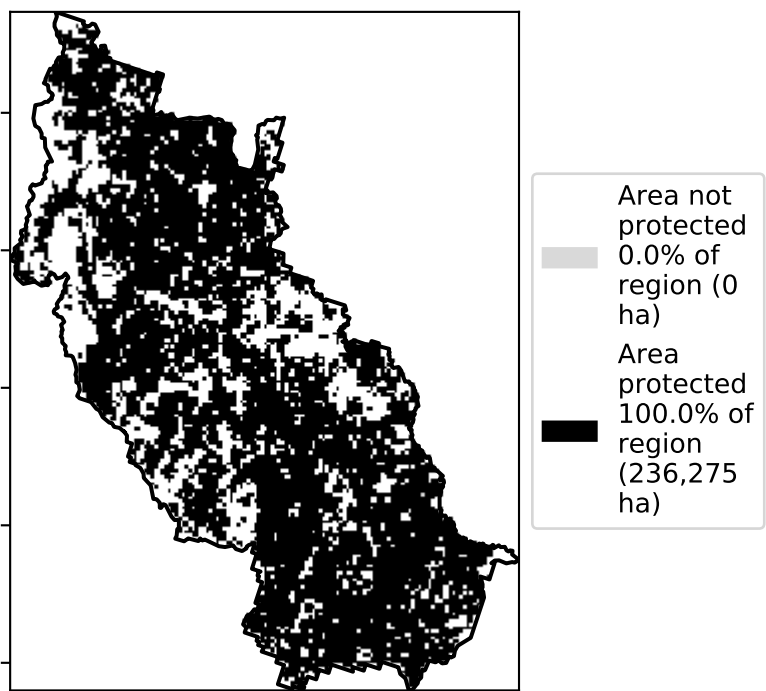 Area not
protected
0.0% of
region (0
ha)
Area
protected
100.0% of
region
(236,275
ha)